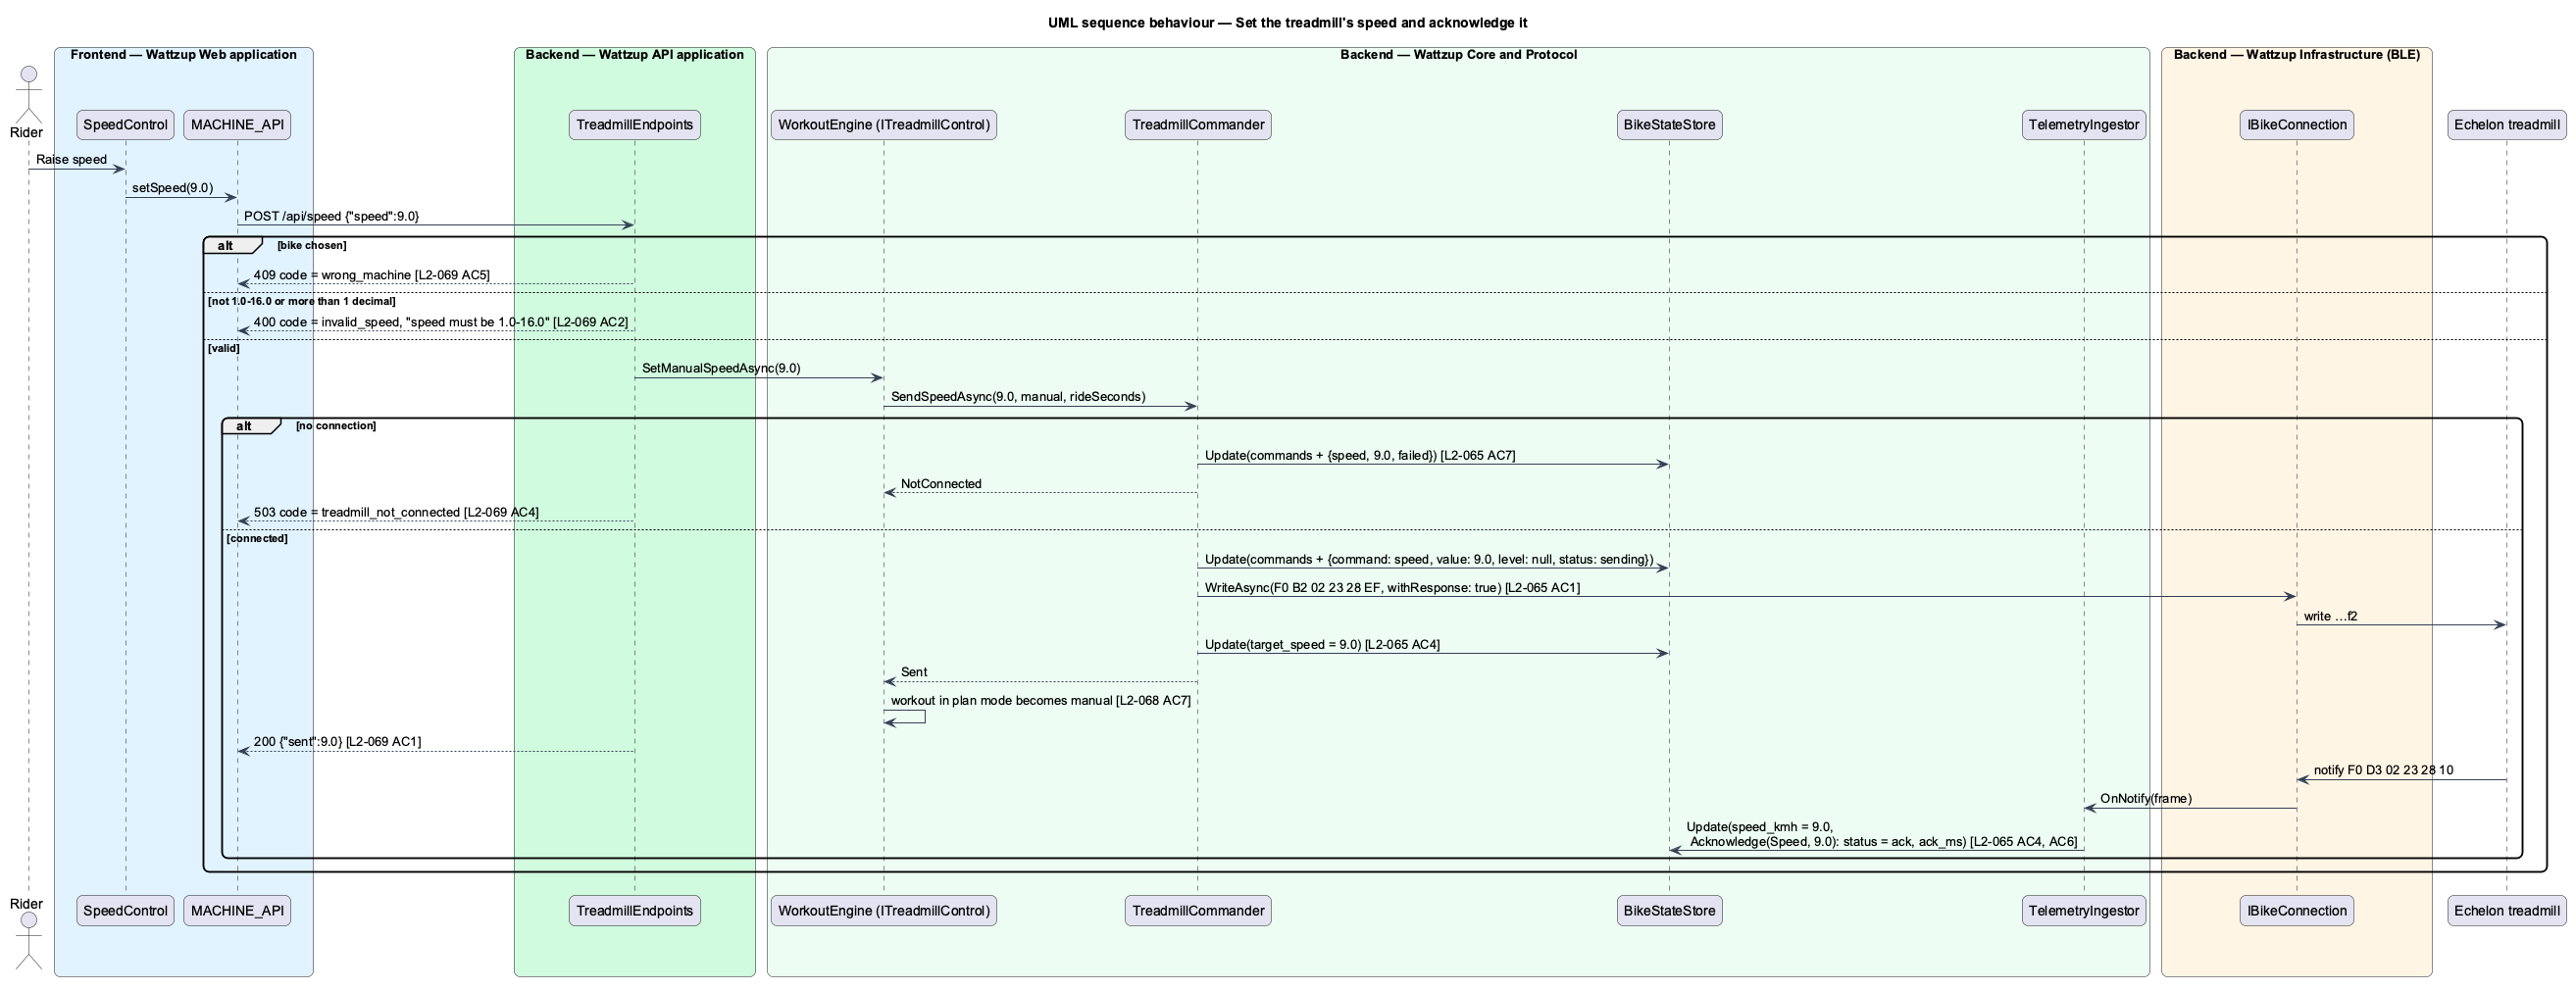 UML sequence behaviour — Set the treadmill's speed and acknowledge it
Frontend — Wattzup Web application
Backend — Wattzup API application
Backend — Wattzup Core and Protocol
Backend — Wattzup Infrastructure (BLE)
Rider
SpeedControl
MACHINE_API
TreadmillEndpoints
WorkoutEngine (ITreadmillControl)
TreadmillCommander
BikeStateStore
TelemetryIngestor
IBikeConnection
Echelon treadmill
Raise speed
setSpeed(9.0)
POST /api/speed {"speed":9.0}
alt
[bike chosen]
409 code = wrong_machine [L2-069 AC5]
[not 1.0-16.0 or more than 1 decimal]
400 code = invalid_speed, "speed must be 1.0-16.0" [L2-069 AC2]
[valid]
SetManualSpeedAsync(9.0)
SendSpeedAsync(9.0, manual, rideSeconds)
alt
[no connection]
Update(commands + {speed, 9.0, failed}) [L2-065 AC7]
NotConnected
503 code = treadmill_not_connected [L2-069 AC4]
[connected]
Update(commands + {command: speed, value: 9.0, level: null, status: sending})
WriteAsync(F0 B2 02 23 28 EF, withResponse: true) [L2-065 AC1]
write …f2
Update(target_speed = 9.0) [L2-065 AC4]
Sent
workout in plan mode becomes manual [L2-068 AC7]
200 {"sent":9.0} [L2-069 AC1]
notify F0 D3 02 23 28 10
OnNotify(frame)
Update(speed_kmh = 9.0,
Acknowledge(Speed, 9.0): status = ack, ack_ms) [L2-065 AC4, AC6]
Rider
SpeedControl
MACHINE_API
TreadmillEndpoints
WorkoutEngine (ITreadmillControl)
TreadmillCommander
BikeStateStore
TelemetryIngestor
IBikeConnection
Echelon treadmill